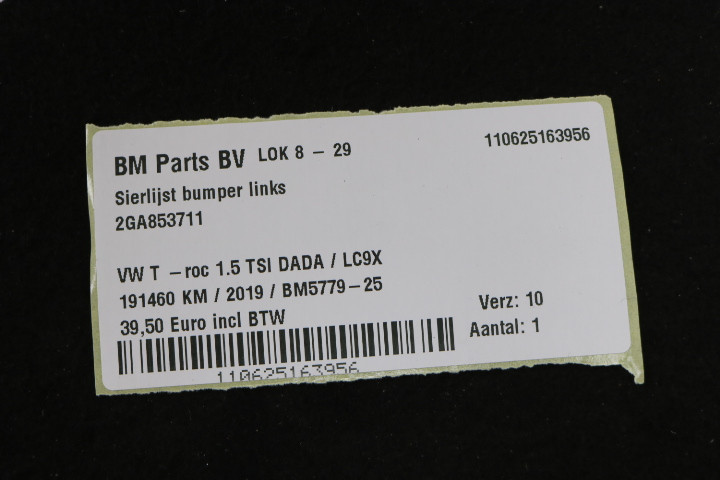 BM Parts BV LOK 8 – 29
110625163956
Sierlijst bumper links
2GA853711
VW T –roc 1.5 TSI DADA / LC9X
191460 KM / 2019 / BM5779–25
39,50 Euro incl BTW
Verz: 10
Aantal: 1
110625163956